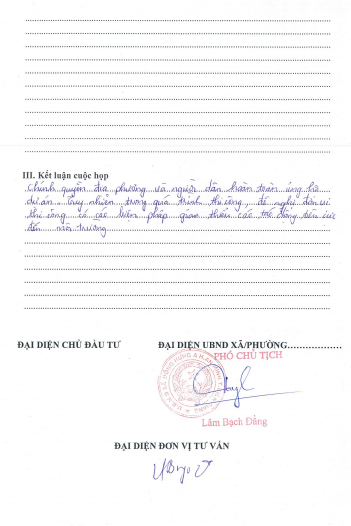 III. Kết luận cuộc họp
Chính quyền địa phương và người dân hoàn toàn ủng hộ
dự án. Tuy nhiên trong quá trình thi công, đề nghị đơn vị
thi công có các biện pháp giảm thiểu các tác động tiêu cực
đến môi trường
ĐẠI DIỆN CHỦ ĐẦU TƯ
ĐẠI DIỆN UBND XÃ/PHƯỜNG..................
PHÓ CHỦ TỊCH
Lâm Bạch Đằng
ĐẠI DIỆN ĐƠN VỊ TƯ VẤN